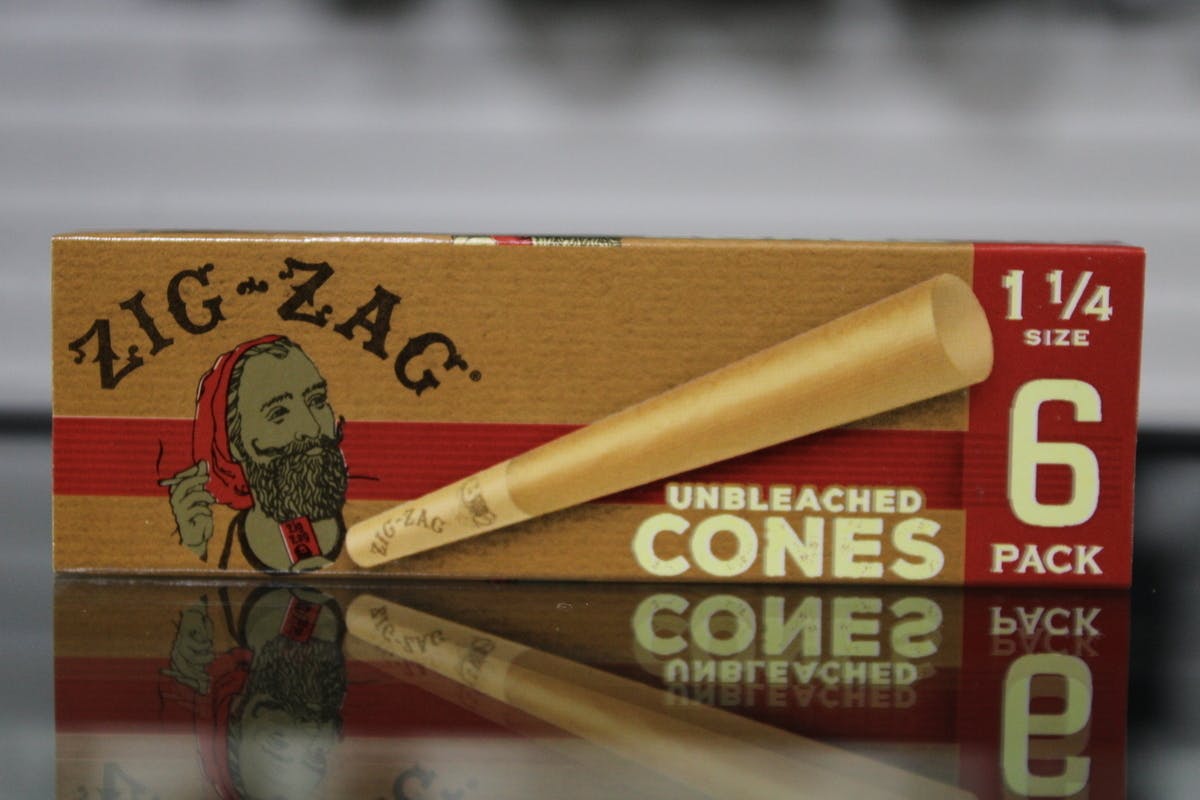 ZIG-ZAG®
ZIG-ZAG
UNBLEACHED
CONES
1 1/4
SIZE
6
PACK